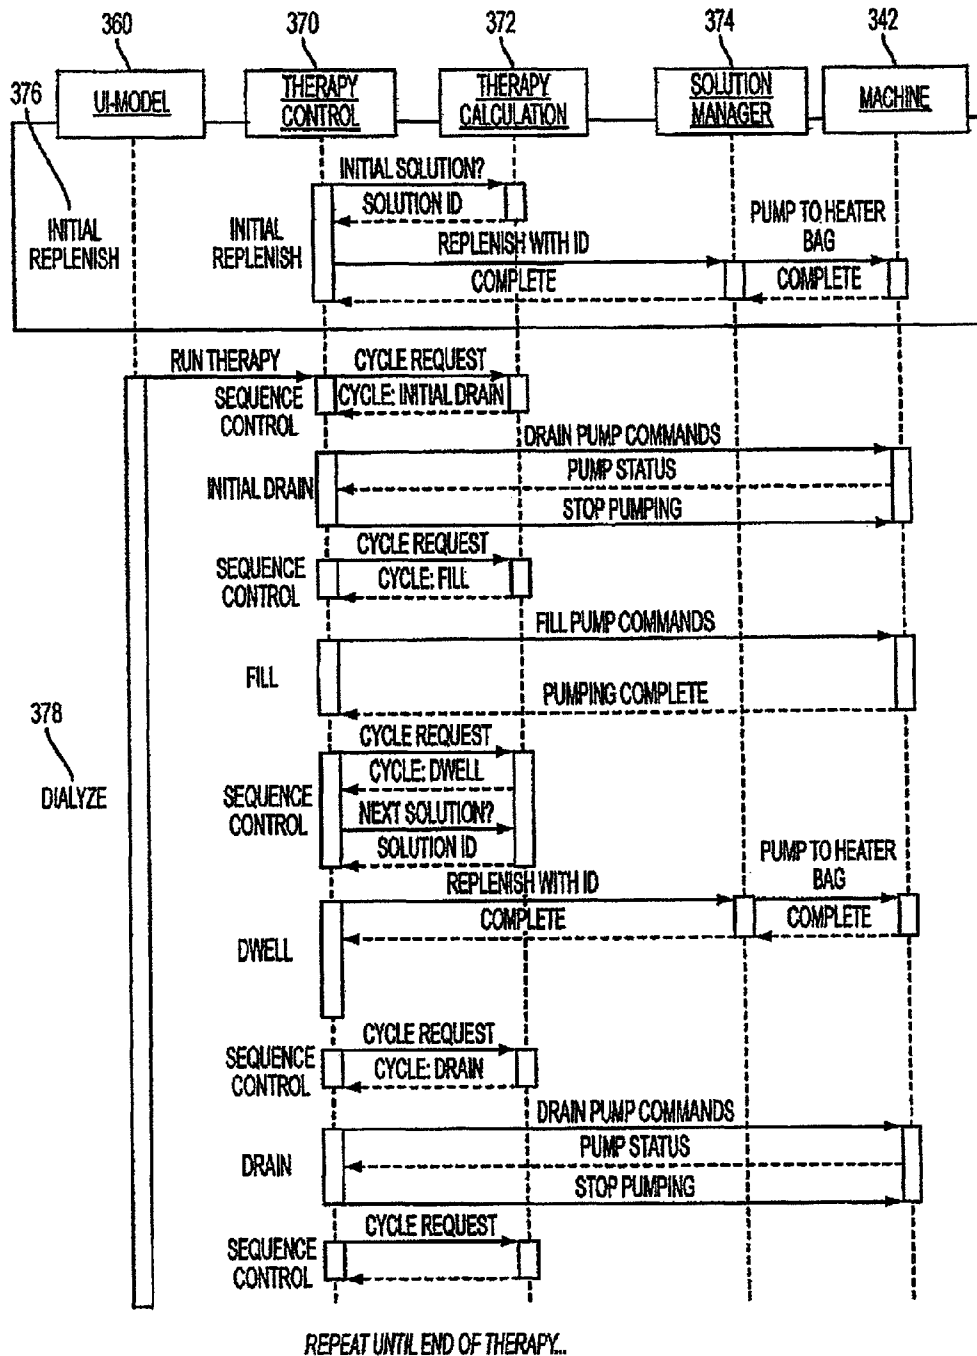 360
370
372
374
342
376
UI-MODEL
THERAPY
CONTROL
THERAPY
CALCULATION
SOLUTION
MANAGER
MACHINE
INITIAL
REPLENISH
INITIAL
REPLENISH
INITIAL SOLUTION?
SOLUTION ID
REPLENISH WITH ID
COMPLETE
PUMP TO HEATER
BAG
COMPLETE
RUN THERAPY
CYCLE REQUEST
SEQUENCE
CONTROL
CYCLE: INITIAL DRAIN
DRAIN PUMP COMMANDS
INITIAL DRAIN
PUMP STATUS
STOP PUMPING
CYCLE REQUEST
SEQUENCE
CONTROL
CYCLE: FILL
FILL PUMP COMMANDS
FILL
PUMPING COMPLETE
378
DIALYZE
CYCLE REQUEST
CYCLE: DWELL
SEQUENCE
CONTROL
NEXT SOLUTION?
SOLUTION ID
REPLENISH WITH ID
COMPLETE
PUMP TO HEATER
BAG
COMPLETE
DWELL
CYCLE REQUEST
SEQUENCE
CONTROL
CYCLE: DRAIN
DRAIN PUMP COMMANDS
DRAIN
PUMP STATUS
STOP PUMPING
CYCLE REQUEST
SEQUENCE
CONTROL
REPEAT UNTIL END OF THERAPY...